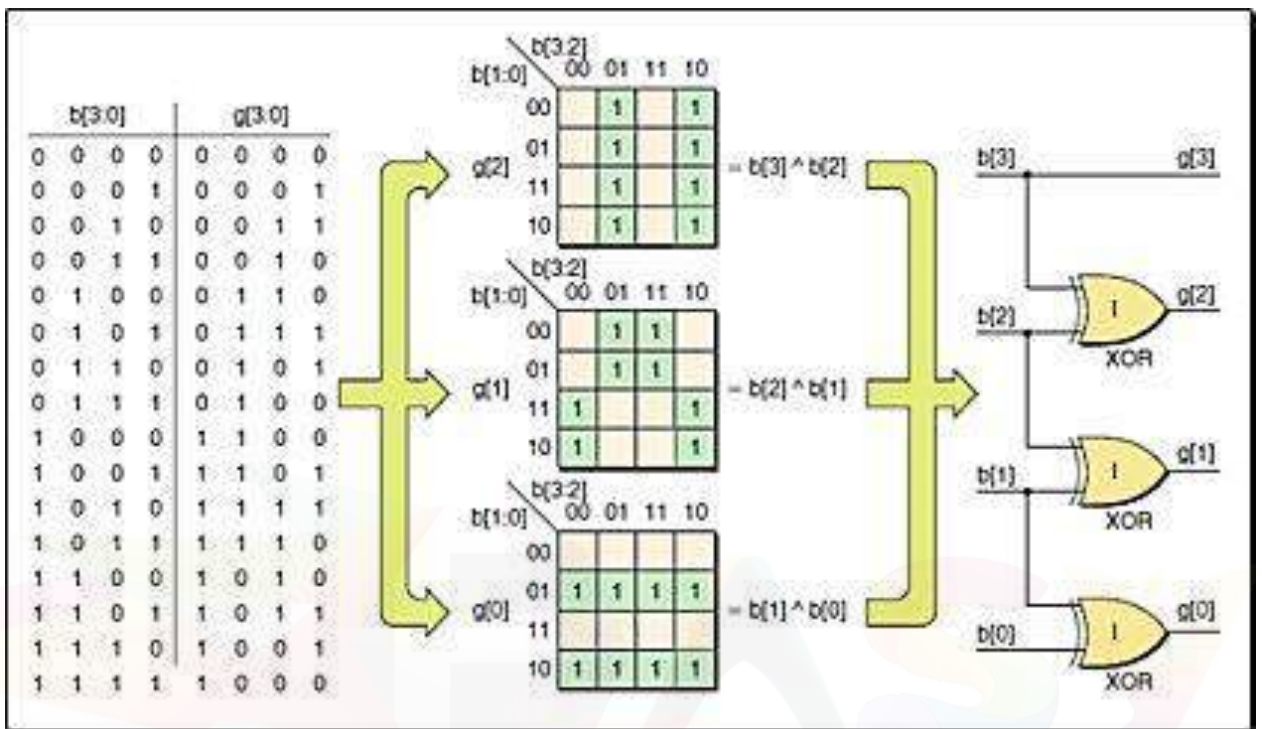 b[3:0] g[3:0]
0 0 0 0 0 0 0 0
0 0 0 1 0 0 0 1
0 0 1 0 0 0 1 1
0 0 1 1 0 0 1 0
0 1 0 0 0 1 1 0
0 1 0 1 0 1 1 1
0 1 1 0 0 1 0 1
0 1 1 1 0 1 0 0
1 0 0 0 1 1 0 0
1 0 0 1 1 1 0 1
1 0 1 0 1 1 1 1
1 0 1 1 1 1 1 0
1 1 0 0 1 0 1 0
1 1 0 1 1 0 1 1
1 1 1 0 1 0 0 1
1 1 1 1 1 0 0 0
b[3:2]
b[1:0] 00 01 11 10
00 1 1
01 1 1
11 1 1
10 1 1
g[2] = b[3] ^ b[2]
b[3:2]
b[1:0] 00 01 11 10
00 1 1
01 1 1
11 1 1
10 1 1
g[1] = b[2] ^ b[1]
b[3:2]
b[1:0] 00 01 11 10
00
01 1 1 1 1
11
10 1 1 1 1
g[0] = b[1] ^ b[0]
b[3] g[3]
b[2] I g[2]
XOR
b[1] I g[1]
XOR
b[0] I g[0]
XOR